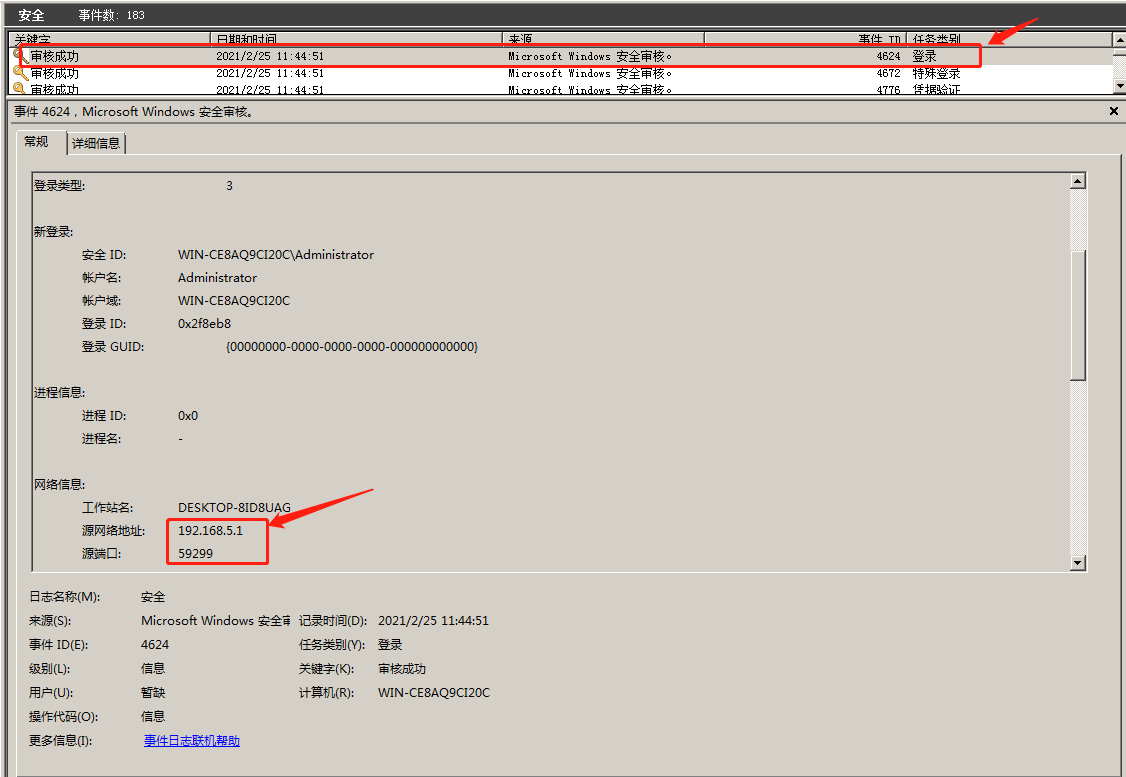 安全 事件数: 183
关键字 日期和时间 来源 事件 ID 任务类别
审核成功 2021/2/25 11:44:51 Microsoft Windows 安全审核。 4624 登录
审核成功 2021/2/25 11:44:51 Microsoft Windows 安全审核。 4672 特殊登录
审核成功 2021/2/25 11:44:51 Microsoft Windows 安全审核。 4776 凭据验证
事件 4624，Microsoft Windows 安全审核。
常规 详细信息
登录类型: 3
新登录:
安全 ID: WIN-CE8AQ9CI20C\Administrator
帐户名: Administrator
帐户域: WIN-CE8AQ9CI20C
登录 ID: 0x2f8eb8
登录 GUID: {00000000-0000-0000-0000-000000000000}
进程信息:
进程 ID: 0x0
进程名: -
网络信息:
工作站名: DESKTOP-8ID8UAG
源网络地址: 192.168.5.1
源端口: 59299
日志名称(M): 安全
来源(S): Microsoft Windows 安全审 记录时间(D): 2021/2/25 11:44:51
事件 ID(E): 4624 任务类别(Y): 登录
级别(L): 信息 关键字(K): 审核成功
用户(U): 暂缺 计算机(R): WIN-CE8AQ9CI20C
操作代码(O): 信息
更多信息(I): 事件日志联机帮助